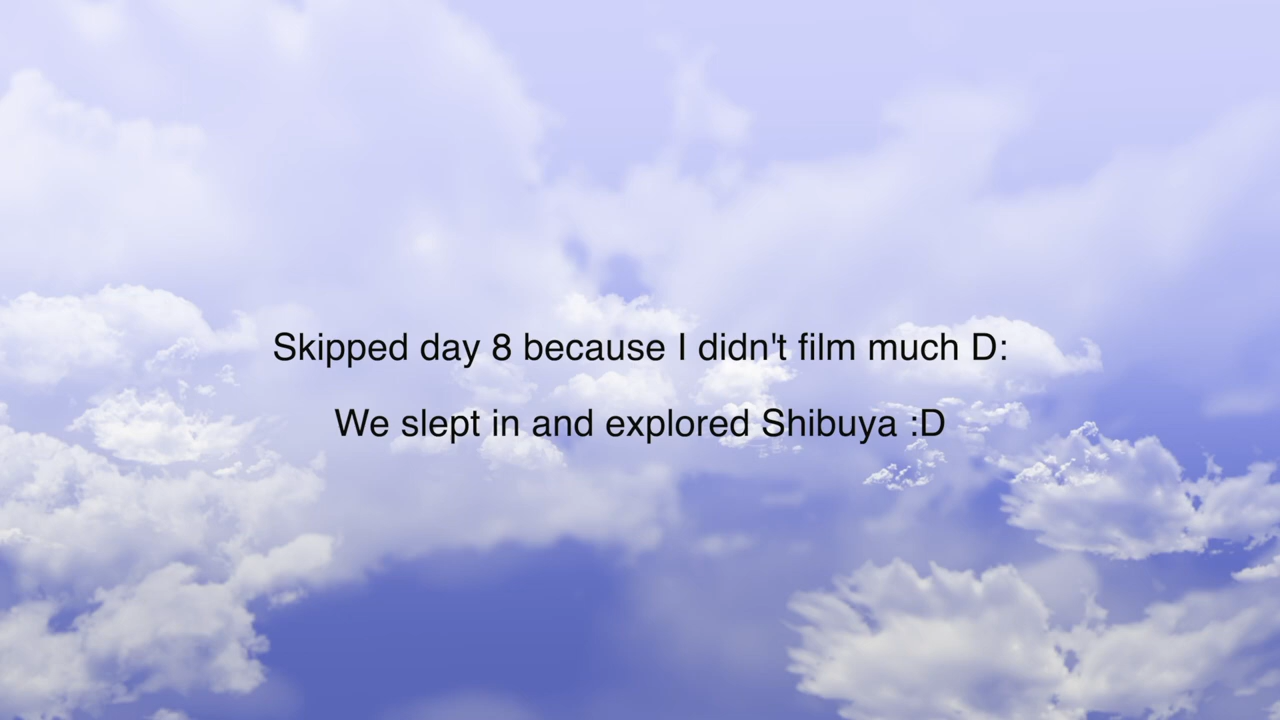 Skipped day 8 because I didn't film much D:
We slept in and explored Shibuya :D